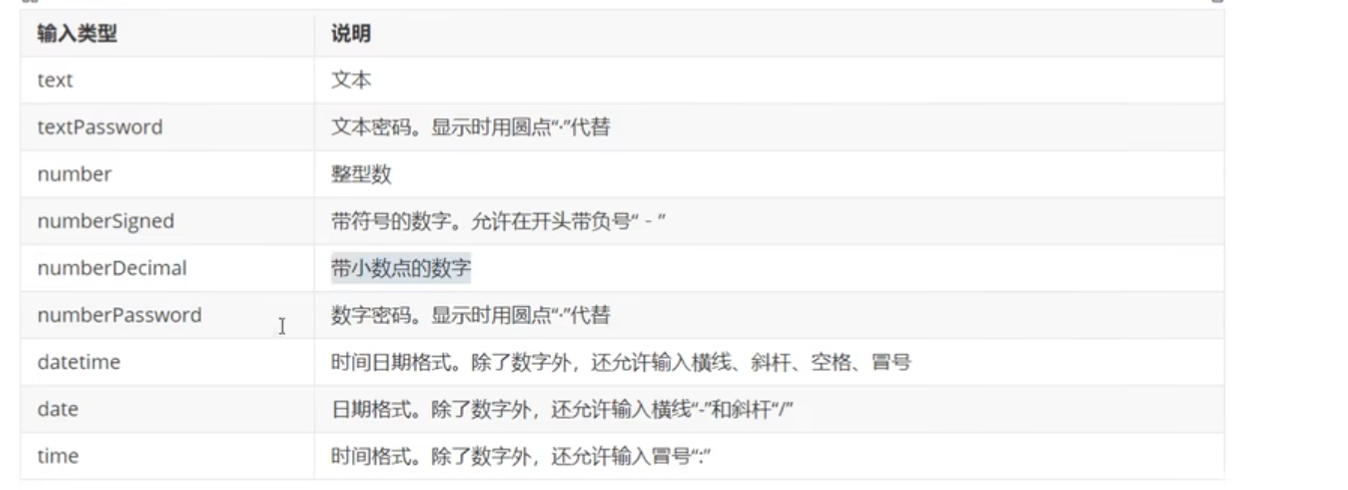 输入类型 说明
text 文本
textPassword 文本密码。显示时用圆点“·”代替
number 整型数
numberSigned 带符号的数字。允许在开头带负号“ - ”
numberDecimal 带小数点的数字
numberPassword 数字密码。显示时用圆点“·”代替
datetime 时间日期格式。除了数字外，还允许输入横线、斜杆、空格、冒号
date 日期格式。除了数字外，还允许输入横线“-”和斜杆“/”
time 时间格式。除了数字外，还允许输入冒号“:”